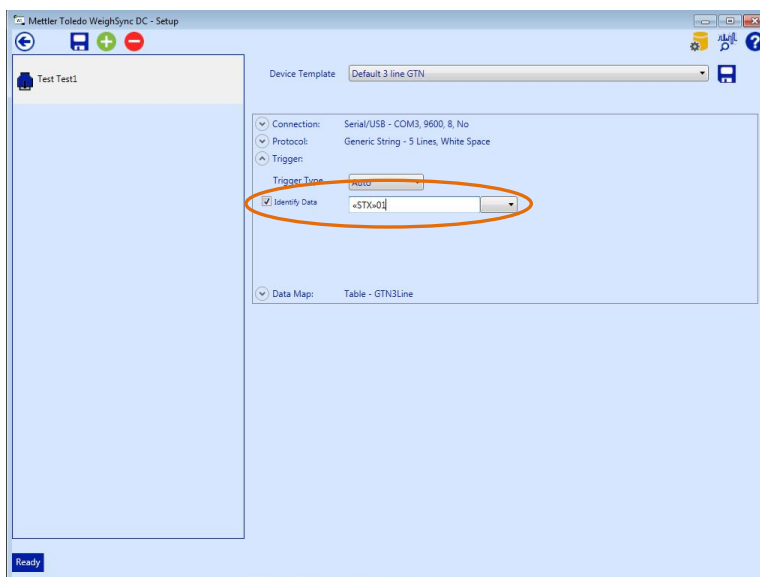 Mettler Toledo WeighSync DC - Setup
Test Test1
Device Template Default 3 line GTN
Connection: Serial/USB - COM3, 9600, 8, No
Protocol: Generic String - 5 Lines, White Space
Trigger:
Trigger Type Auto
Identify Data «STX»01
Data Map: Table - GTN3Line
Ready